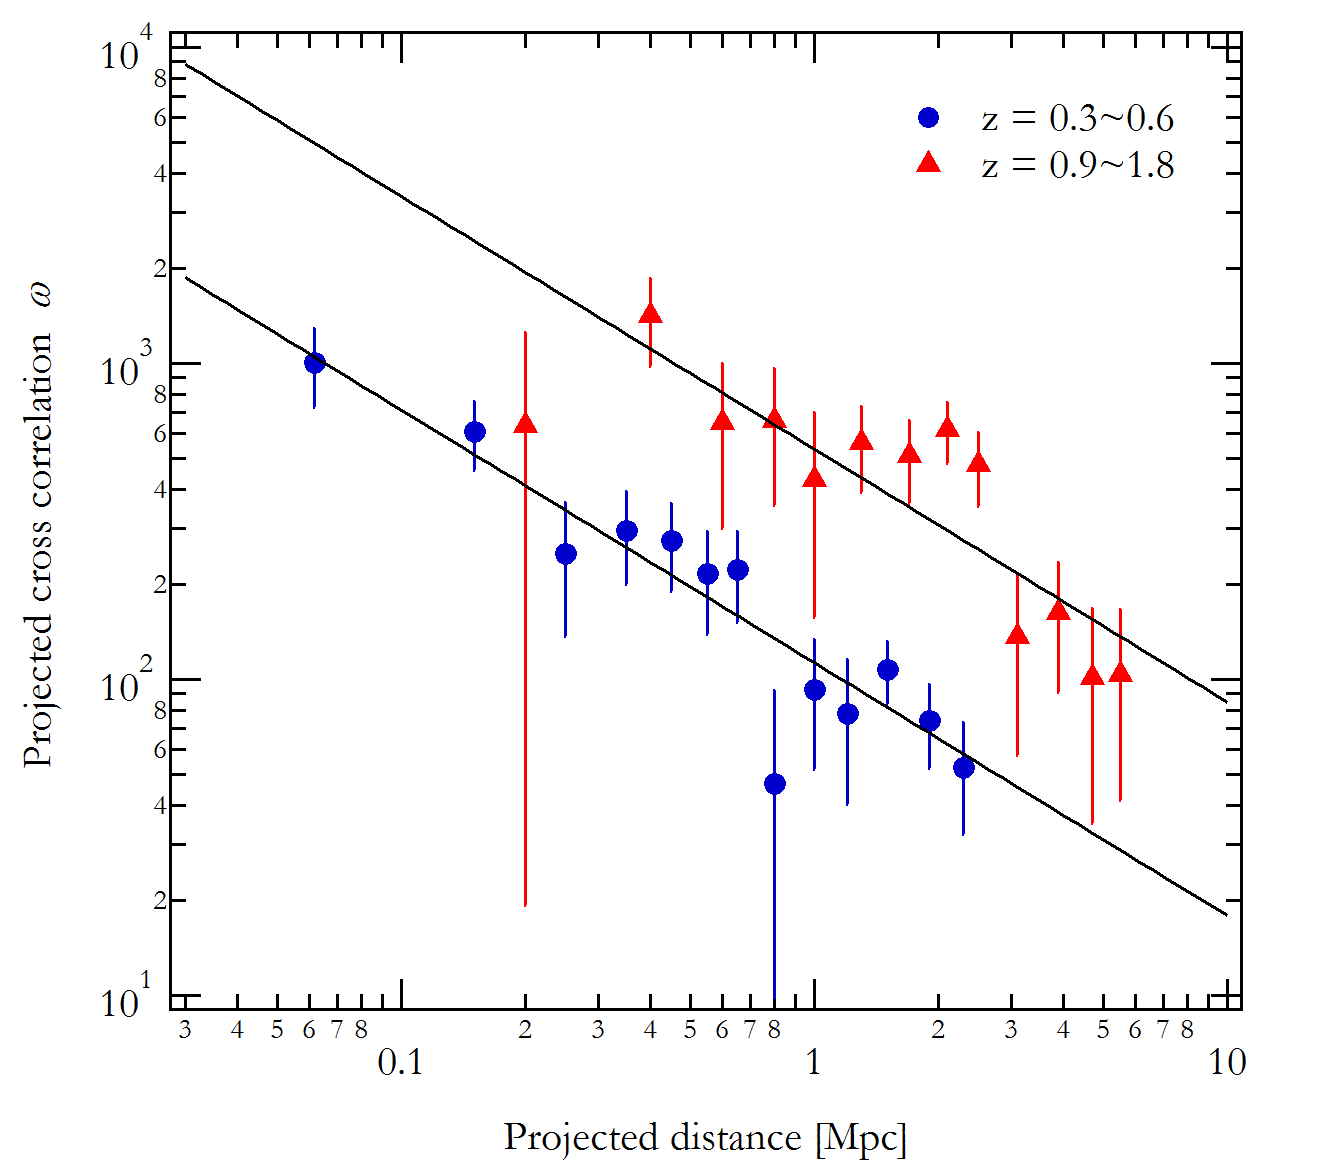 10^4
8
6
4
2
10^3
8
6
4
2
10^2
8
6
4
2
10^1
Projected cross correlation ω
z = 0.3~0.6
z = 0.9~1.8
3 4 5 6 7 8 2 3 4 5 6 7 8 2 3 4 5 6 7 8
0.1 1 10
Projected distance [Mpc]